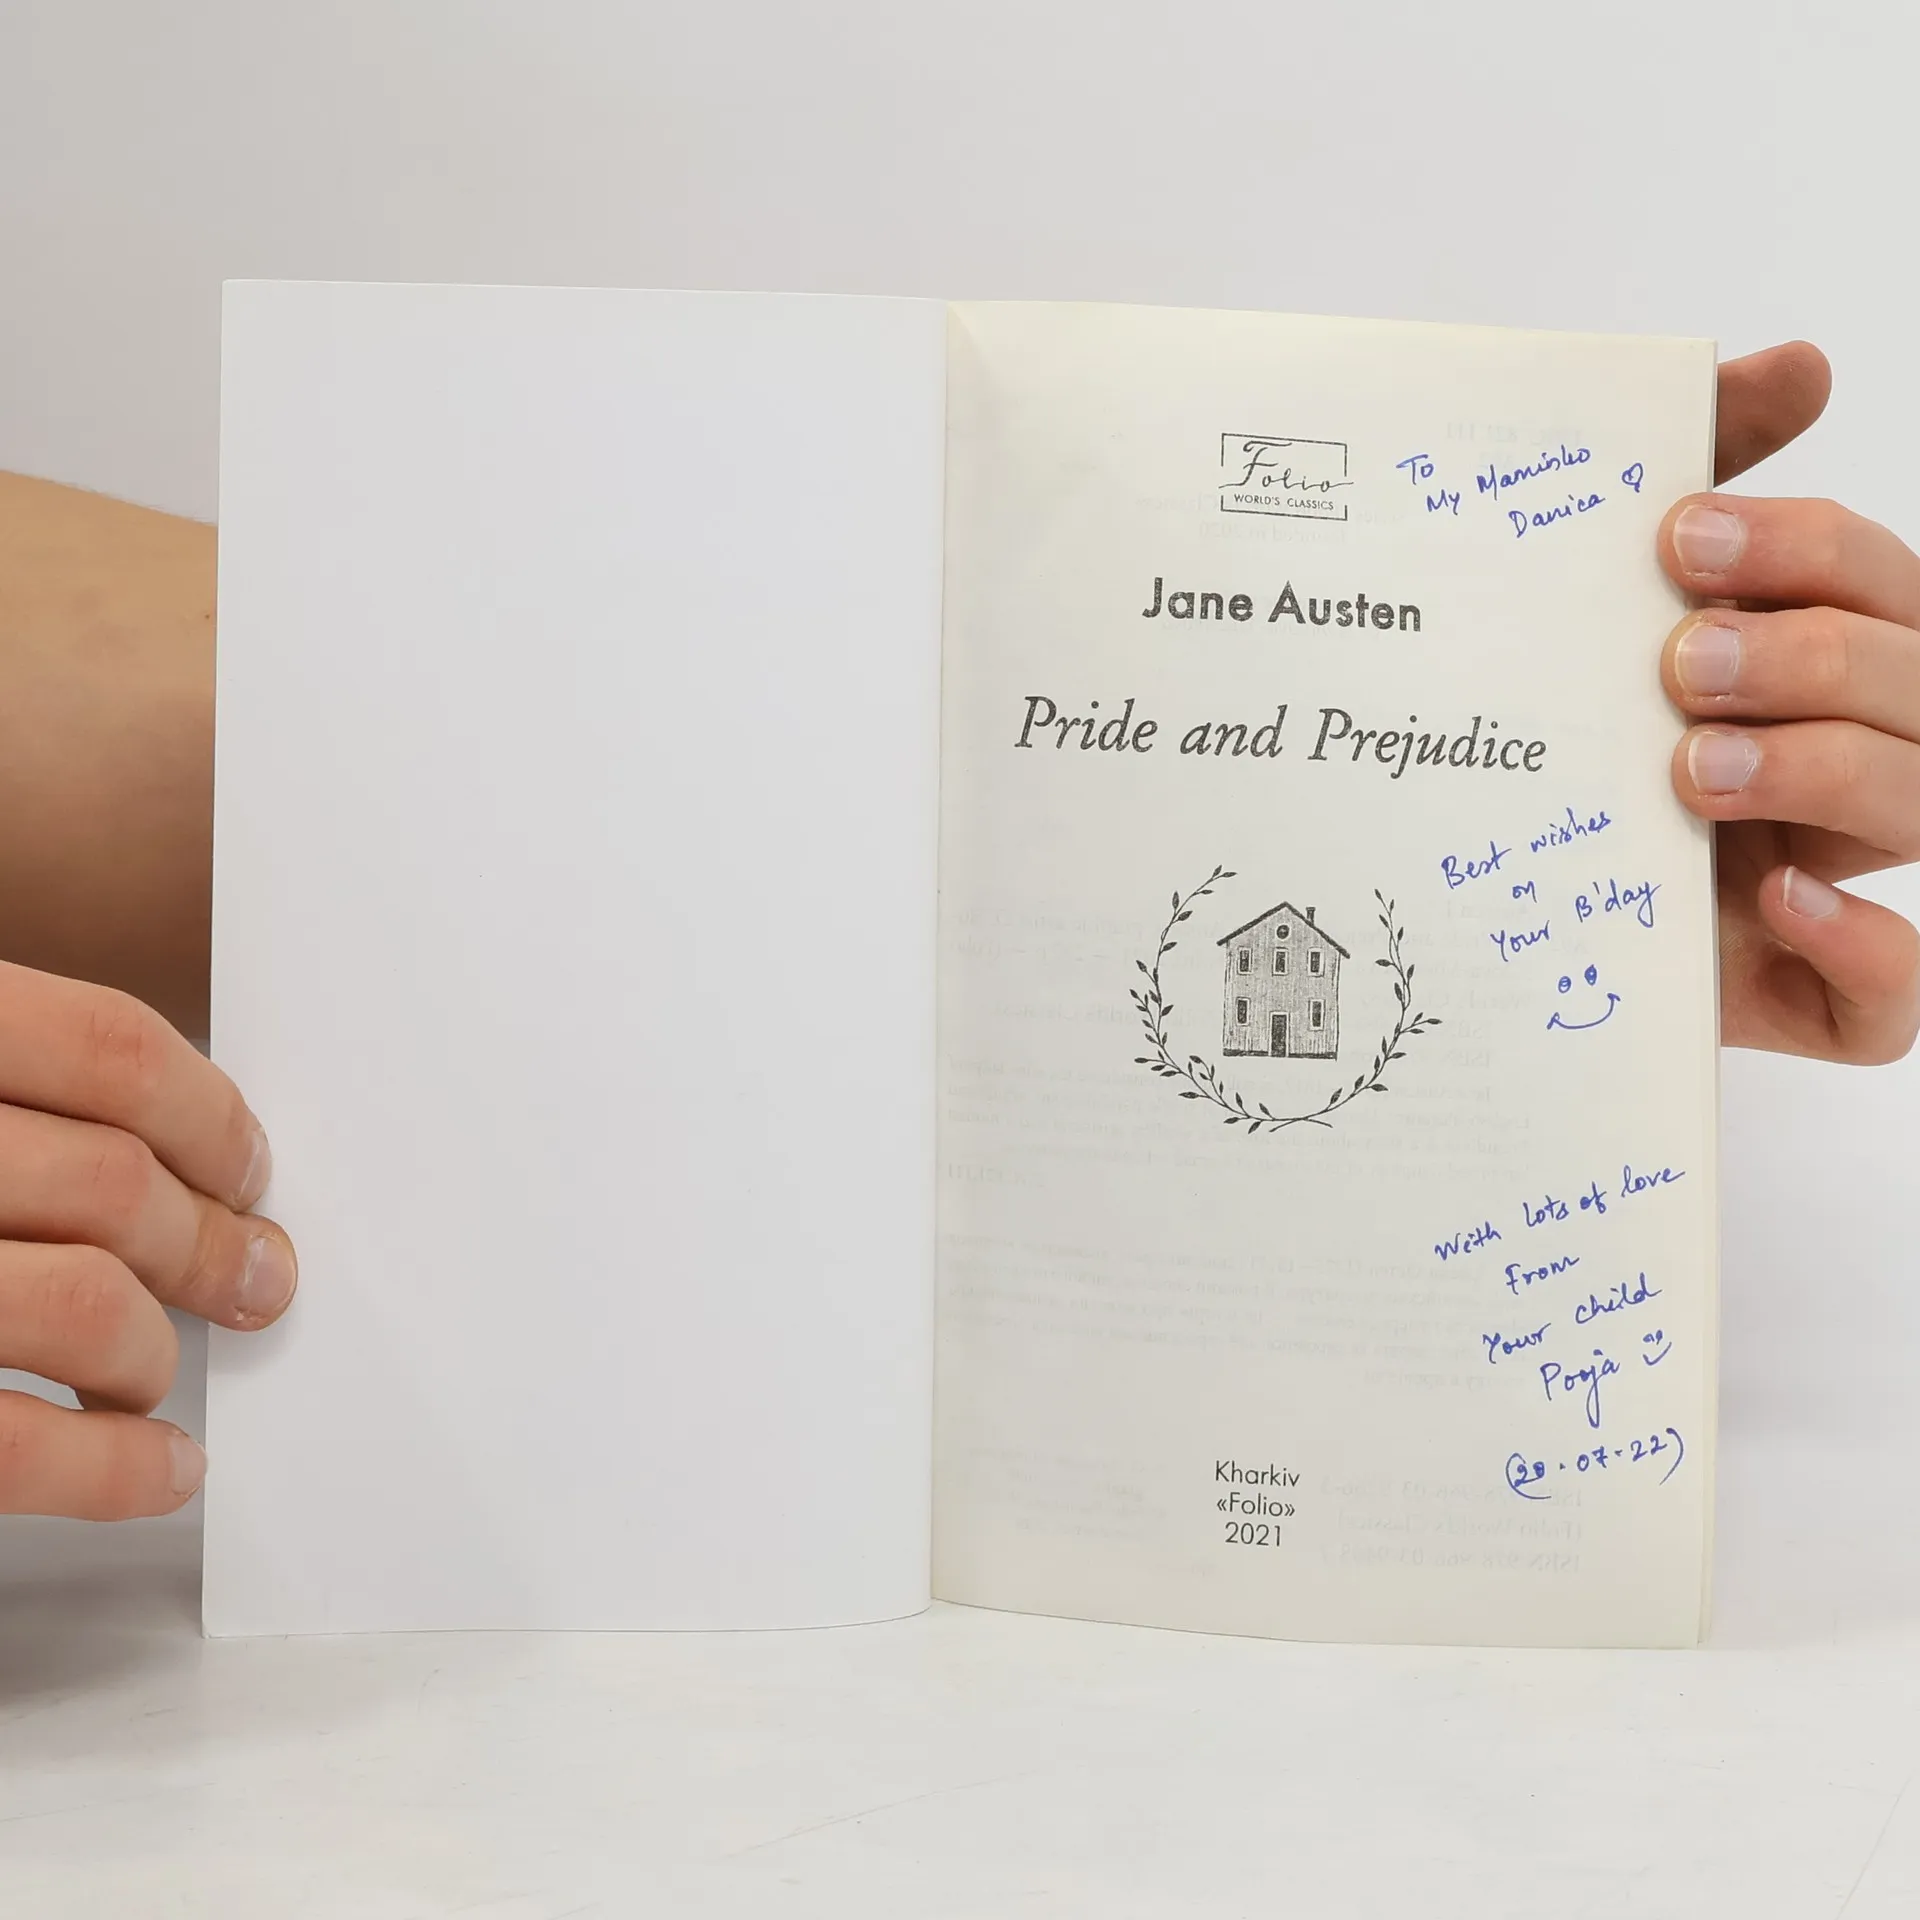 Folio
WORLD'S CLASSICS
To
My Maminko
Danica
Jane Austen
Pride and Prejudice
Best wishes
on
Your B'day
With lots of love
From
Your child
Pooja
(20.07.22)
Kharkiv
«Folio»
2021